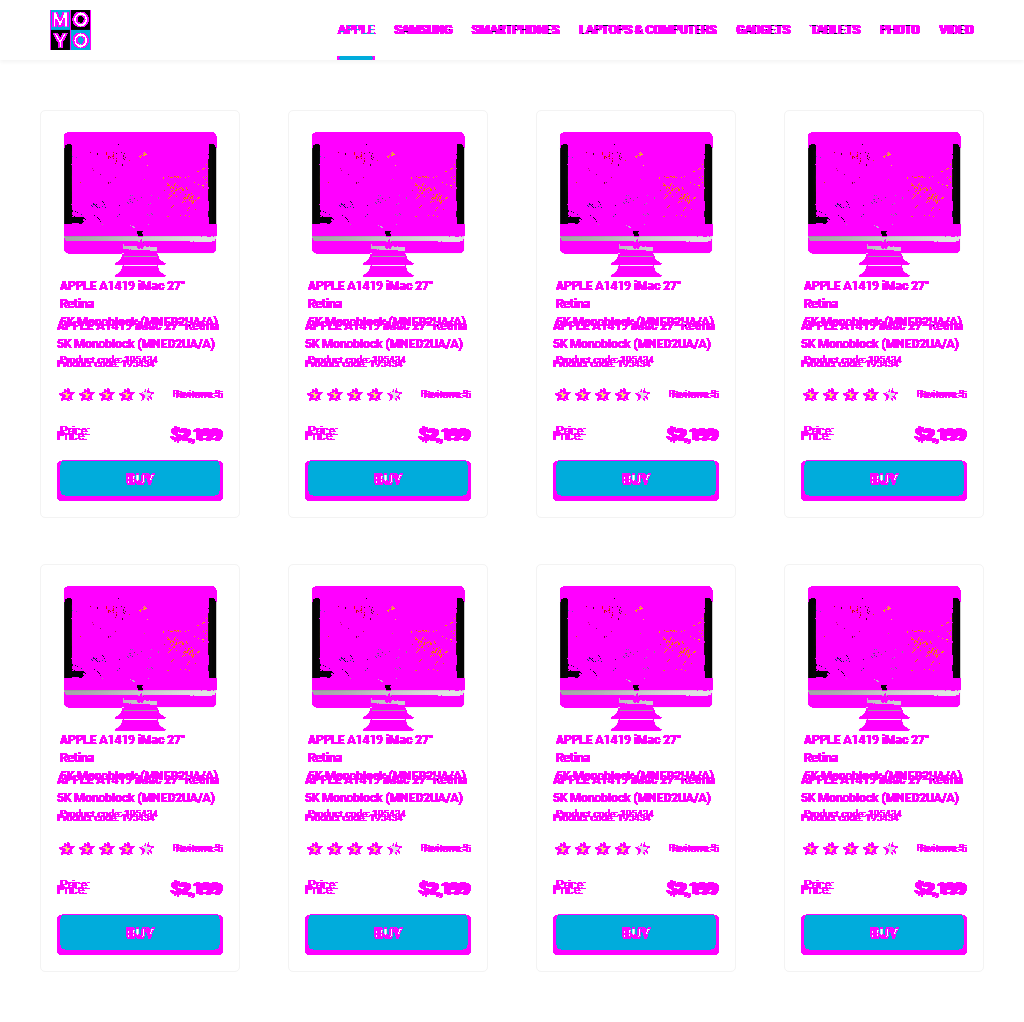 MOYO
APPLE SAMSUNG SMARTPHONES LAPTOPS & COMPUTERS GADGETS TABLETS PHOTO VIDEO
APPLE A1419 iMac 27" APPLE A1419 iMac 27" APPLE A1419 iMac 27" APPLE A1419 iMac 27"
Retina Retina Retina Retina
5K Monoblock (MNED2UA/A) 5K Monoblock (MNED2UA/A) 5K Monoblock (MNED2UA/A) 5K Monoblock (MNED2UA/A)
APPLE A1419 iMac 27" Retina APPLE A1419 iMac 27" Retina APPLE A1419 iMac 27" Retina APPLE A1419 iMac 27" Retina
5K Monoblock (MNED2UA/A) 5K Monoblock (MNED2UA/A) 5K Monoblock (MNED2UA/A) 5K Monoblock (MNED2UA/A)
Product code: 195434 Product code: 195434 Product code: 195434 Product code: 195434
Reviews: 5 Reviews: 5 Reviews: 5 Reviews: 5
Price: $2,199 Price: $2,199 Price: $2,199 Price: $2,199
BUY BUY BUY BUY
APPLE A1419 iMac 27" APPLE A1419 iMac 27" APPLE A1419 iMac 27" APPLE A1419 iMac 27"
Retina Retina Retina Retina
5K Monoblock (MNED2UA/A) 5K Monoblock (MNED2UA/A) 5K Monoblock (MNED2UA/A) 5K Monoblock (MNED2UA/A)
APPLE A1419 iMac 27" Retina APPLE A1419 iMac 27" Retina APPLE A1419 iMac 27" Retina APPLE A1419 iMac 27" Retina
5K Monoblock (MNED2UA/A) 5K Monoblock (MNED2UA/A) 5K Monoblock (MNED2UA/A) 5K Monoblock (MNED2UA/A)
Product code: 195434 Product code: 195434 Product code: 195434 Product code: 195434
Reviews: 5 Reviews: 5 Reviews: 5 Reviews: 5
Price: $2,199 Price: $2,199 Price: $2,199 Price: $2,199
BUY BUY BUY BUY